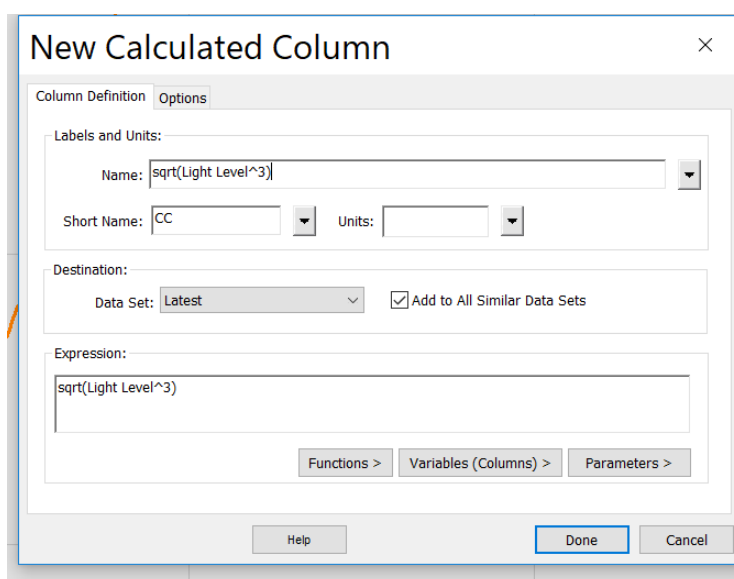 New Calculated Column
Column Definition Options
Labels and Units:
Name: sqrt(Light Level^3)
Short Name: CC Units:
Destination:
Data Set: Latest Add to All Similar Data Sets
Expression:
sqrt(Light Level^3)
Functions > Variables (Columns) > Parameters >
Help Done Cancel